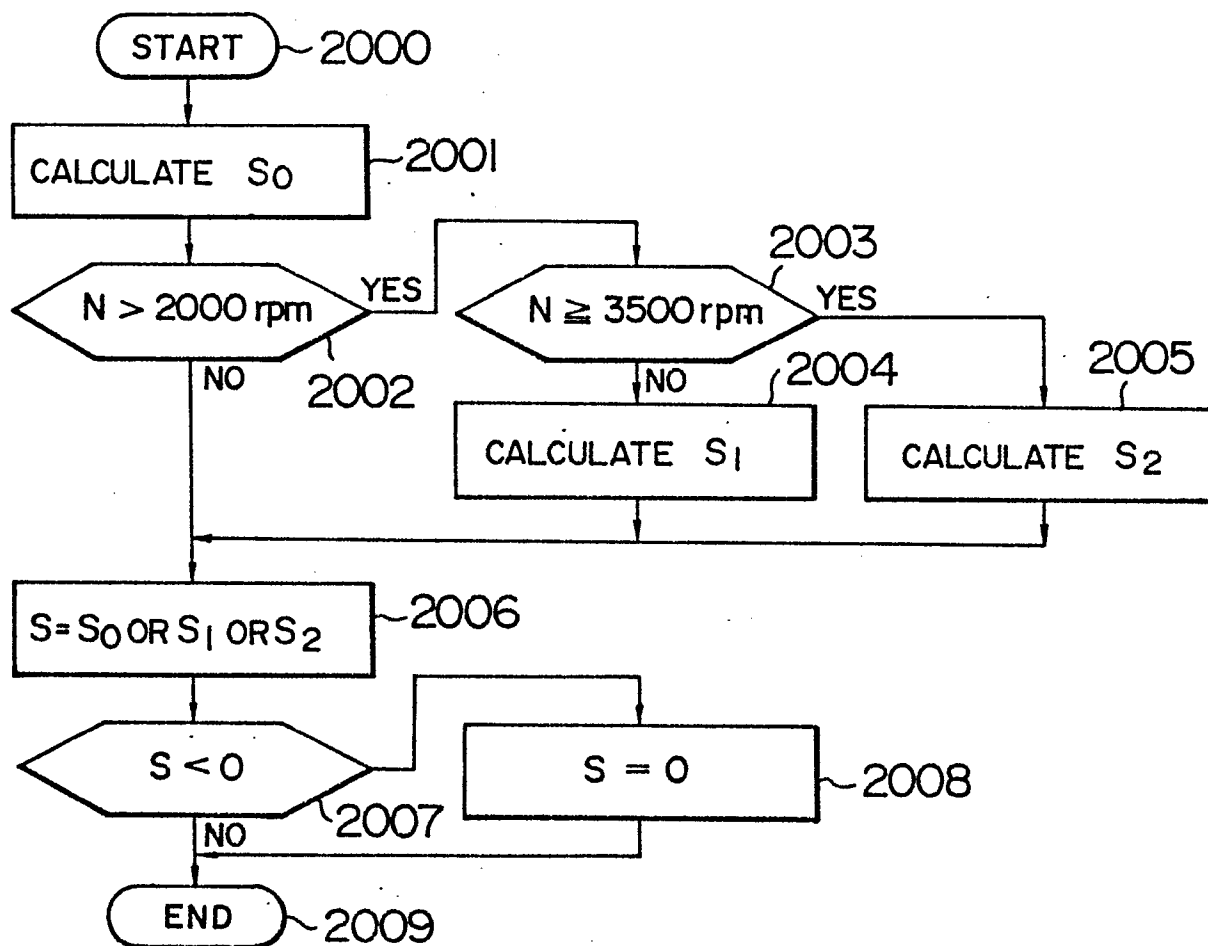 START
2000
CALCULATE S0
2001
N > 2000 rpm
YES
2002
NO
N ≧ 3500 rpm
2003
YES
NO
2004
CALCULATE S1
2005
CALCULATE S2
S=S0 OR S1 OR S2
2006
S < 0
2007
NO
S = 0
2008
END
2009